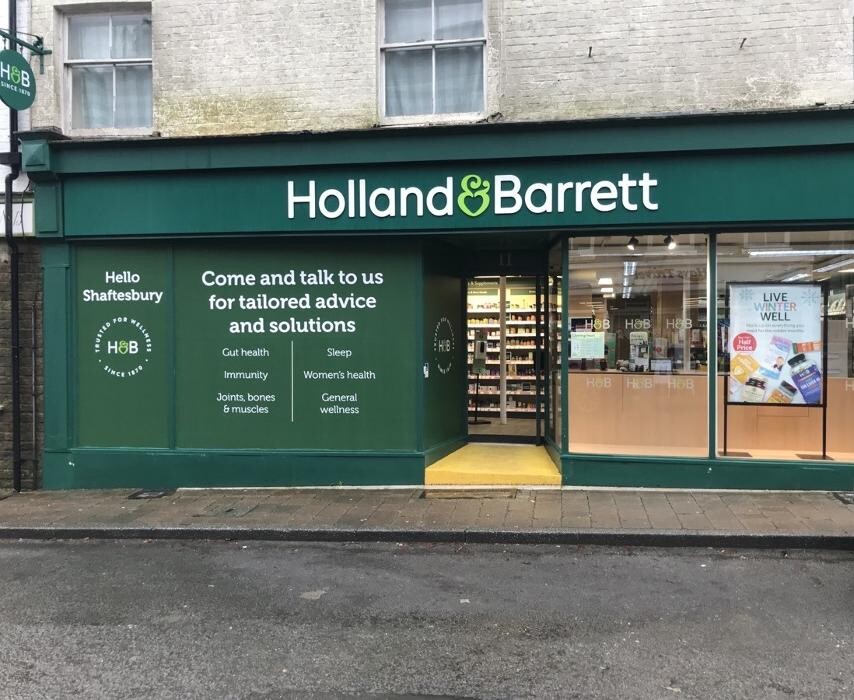 H&B
SINCE 1870
Holland&Barrett
11
Hello
Shaftesbury
TRUSTED FOR WELLNESS
H&B
SINCE 1870
Come and talk to us
for tailored advice
and solutions
Gut health
Immunity
Joints, bones
& muscles
Sleep
Women's health
General
wellness
H&B
H&B H&B H&B
H&B H&B H&B
LIVE
WINTER
WELL
Half
Price